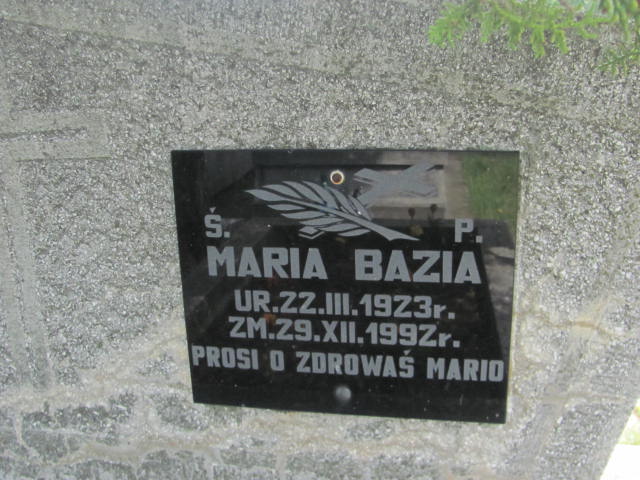 Ś. P.
MARIA BAZIA
UR.22.III.1923r.
ZM.29.XII.1992r.
PROSI O ZDROWAŚ MARIO